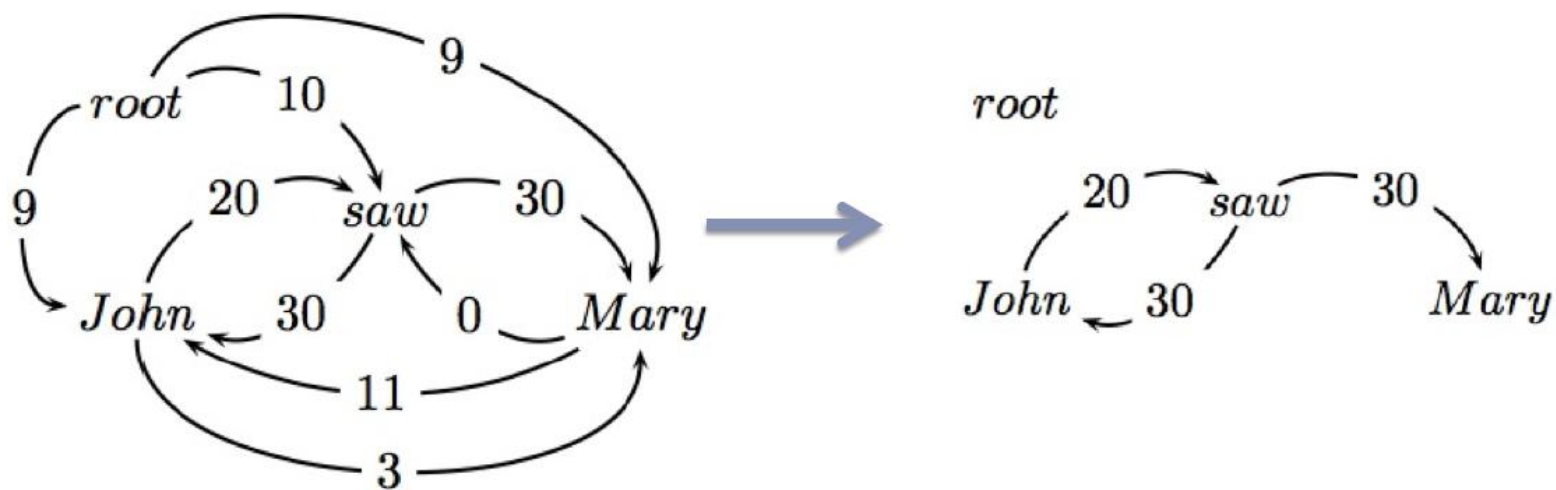 9
root 10
9 20 saw 30
John 30 0 Mary
11
3
root
20 saw 30
John 30 Mary